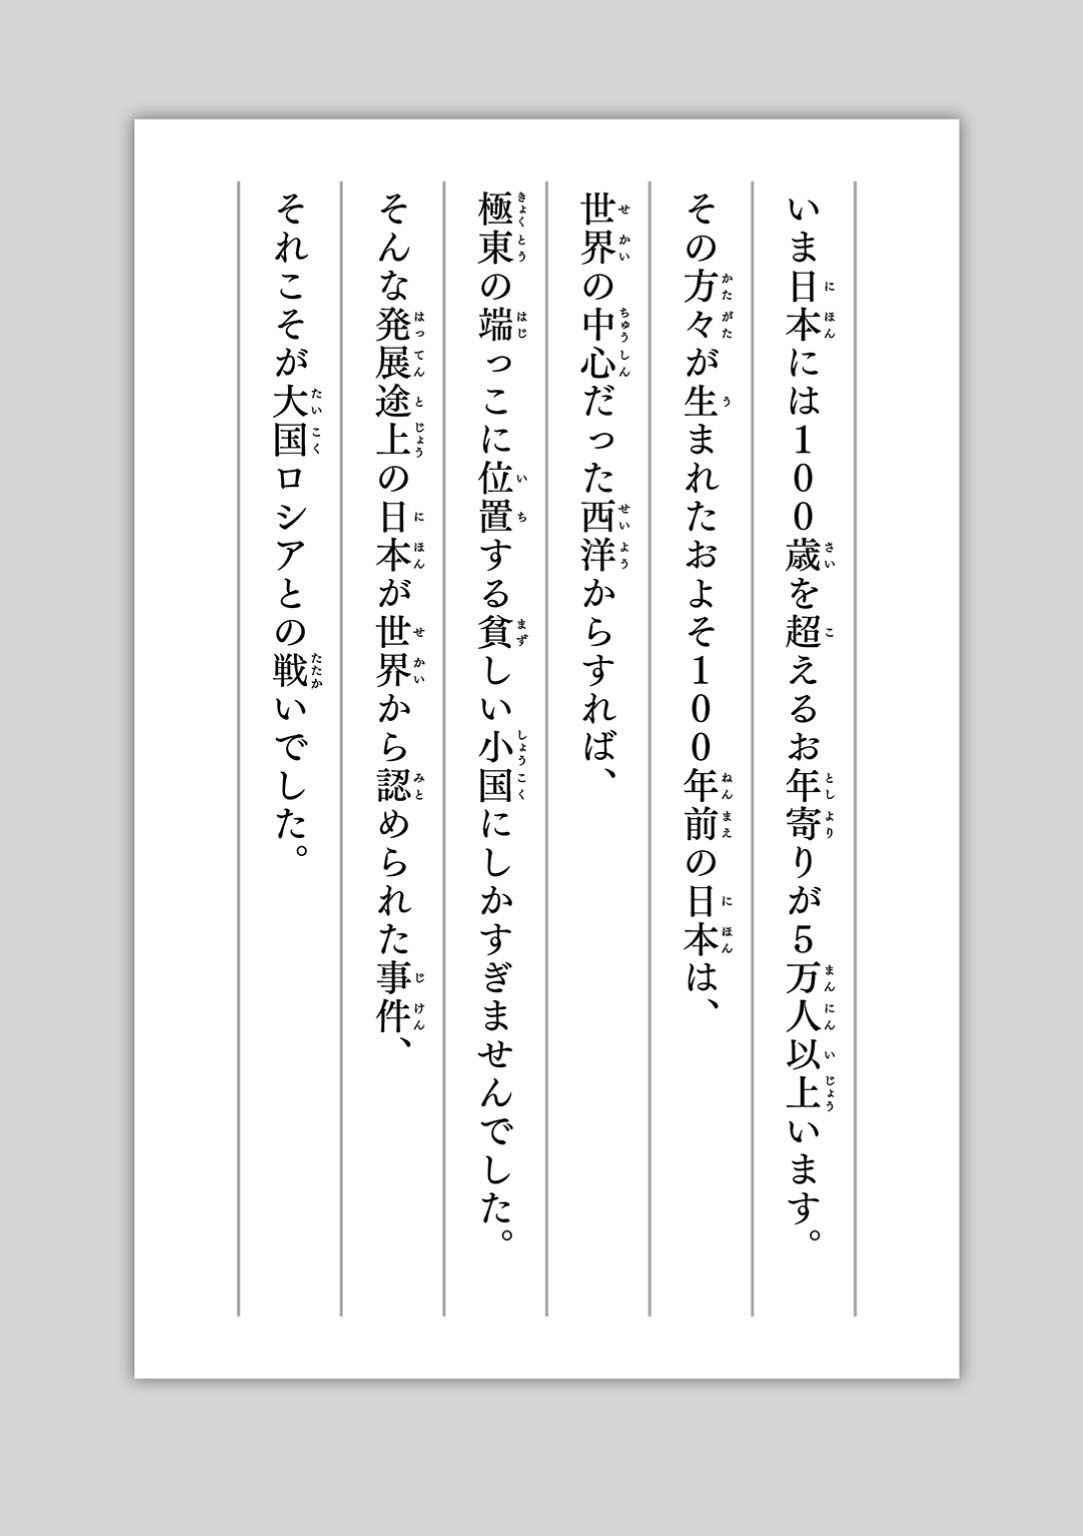 いま日本には100歳を超えるお年寄りが5万人以上います。
その方々が生まれたおよそ100年前の日本は、
世界の中心だった西洋からすれば、
極東の端っこに位置する貧しい小国にしかすぎませんでした。
そんな発展途上の日本が世界から認められた事件、
それこそが大国ロシアとの戦いでした。